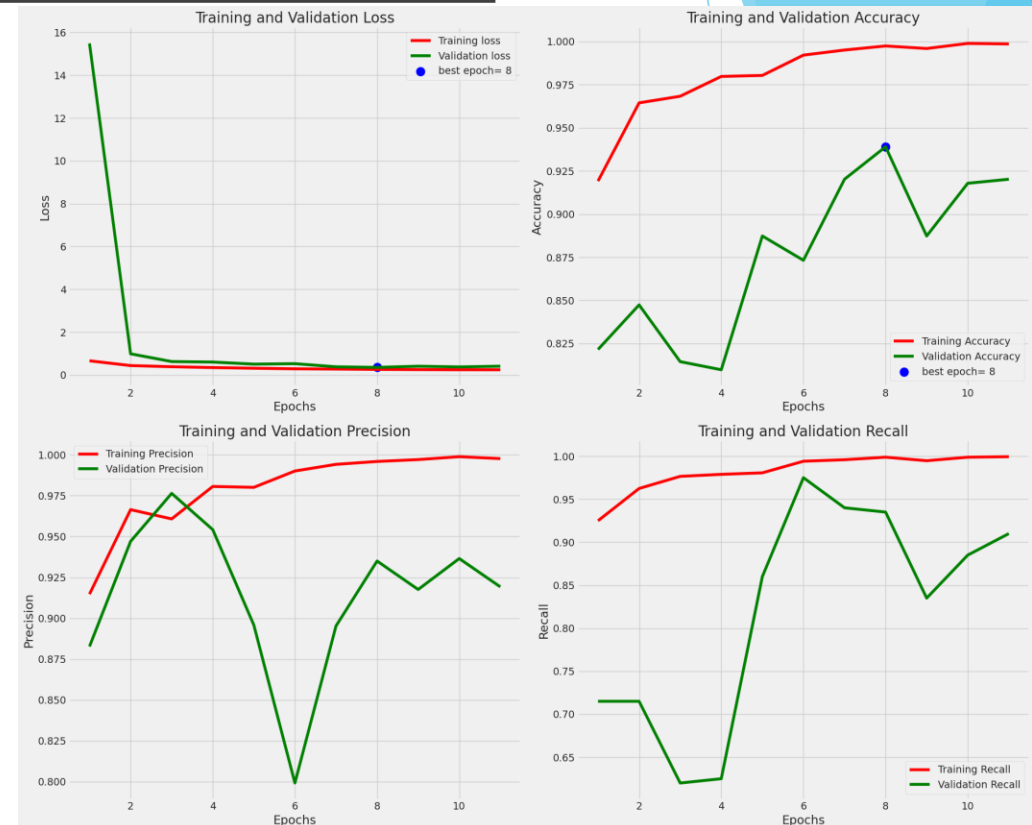 Training and Validation Loss
16
14
12
10
8
6
4
2
0
Loss
Training loss
Validation loss
best epoch= 8
2
4
6
8
10
Epochs
Training and Validation Accuracy
1.000
0.975
0.950
0.925
0.900
0.875
0.850
0.825
Accuracy
Training Accuracy
Validation Accuracy
best epoch= 8
2
4
6
8
10
Epochs
Training and Validation Precision
1.000
0.975
0.950
0.925
0.900
0.875
0.850
0.825
0.800
Precision
Training Precision
Validation Precision
2
4
6
8
10
Epochs
Training and Validation Recall
1.00
0.95
0.90
0.85
0.80
0.75
0.70
0.65
Recall
Training Recall
Validation Recall
2
4
6
8
10
Epochs